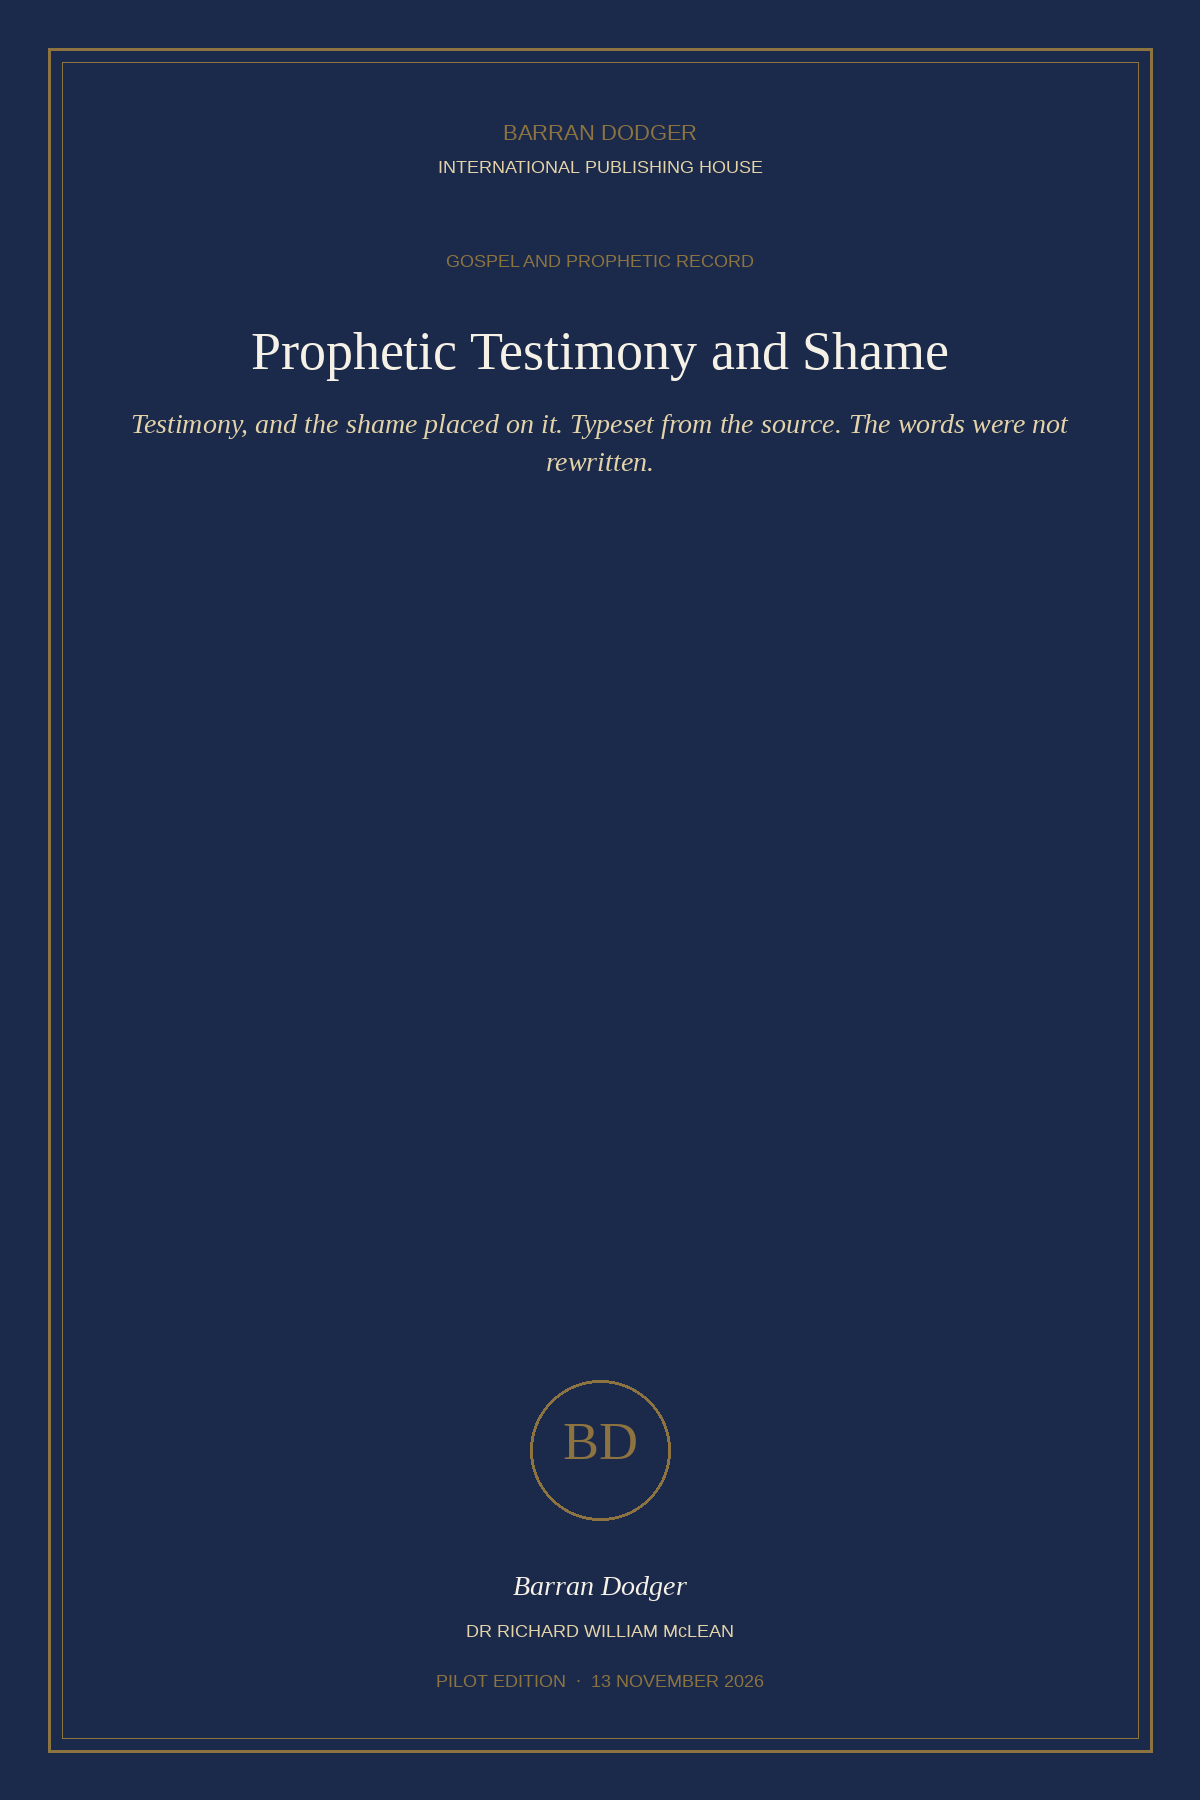 BARRAN DODGER
INTERNATIONAL PUBLISHING HOUSE
GOSPEL AND PROPHETIC RECORD
Prophetic Testimony and Shame
Testimony, and the shame placed on it. Typeset from the source. The words were not
rewritten.
BD
Barran Dodger
DR RICHARD WILLIAM McLEAN
PILOT EDITION · 13 NOVEMBER 2026